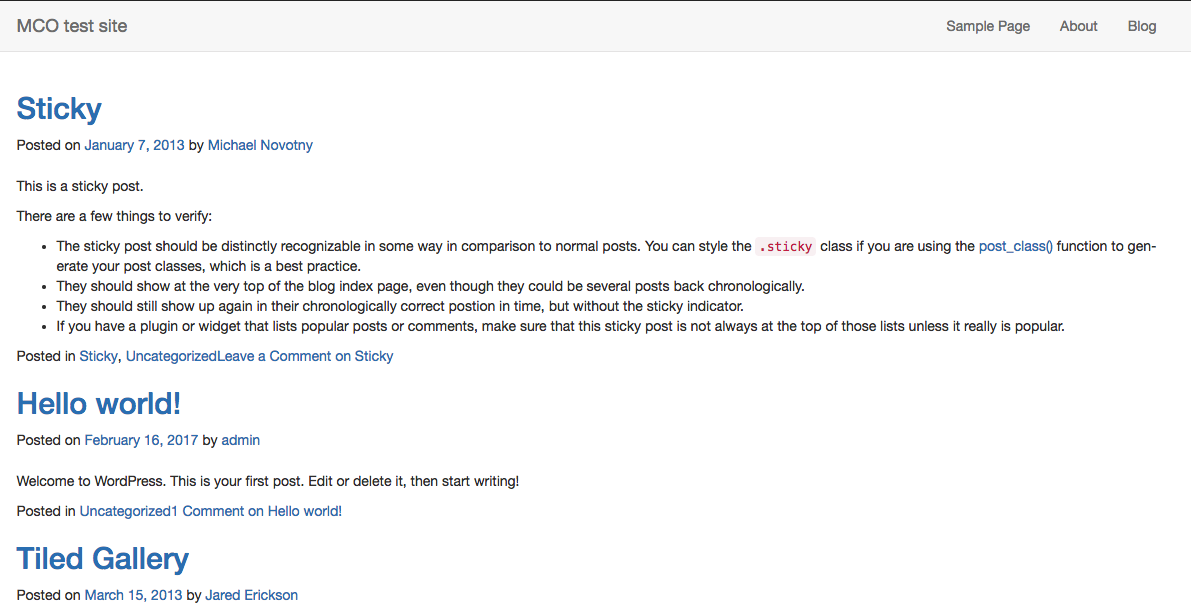 MCO test site
Sample Page About Blog
Sticky
Posted on January 7, 2013 by Michael Novotny
This is a sticky post.
There are a few things to verify:
• The sticky post should be distinctly recognizable in some way in comparison to normal posts. You can style the .sticky class if you are using the post_class() function to gen-
erate your post classes, which is a best practice.
• They should show at the very top of the blog index page, even though they could be several posts back chronologically.
• They should still show up again in their chronologically correct postion in time, but without the sticky indicator.
• If you have a plugin or widget that lists popular posts or comments, make sure that this sticky post is not always at the top of those lists unless it really is popular.
Posted in Sticky, UncategorizedLeave a Comment on Sticky
Hello world!
Posted on February 16, 2017 by admin
Welcome to WordPress. This is your first post. Edit or delete it, then start writing!
Posted in Uncategorized1 Comment on Hello world!
Tiled Gallery
Posted on March 15, 2013 by Jared Erickson